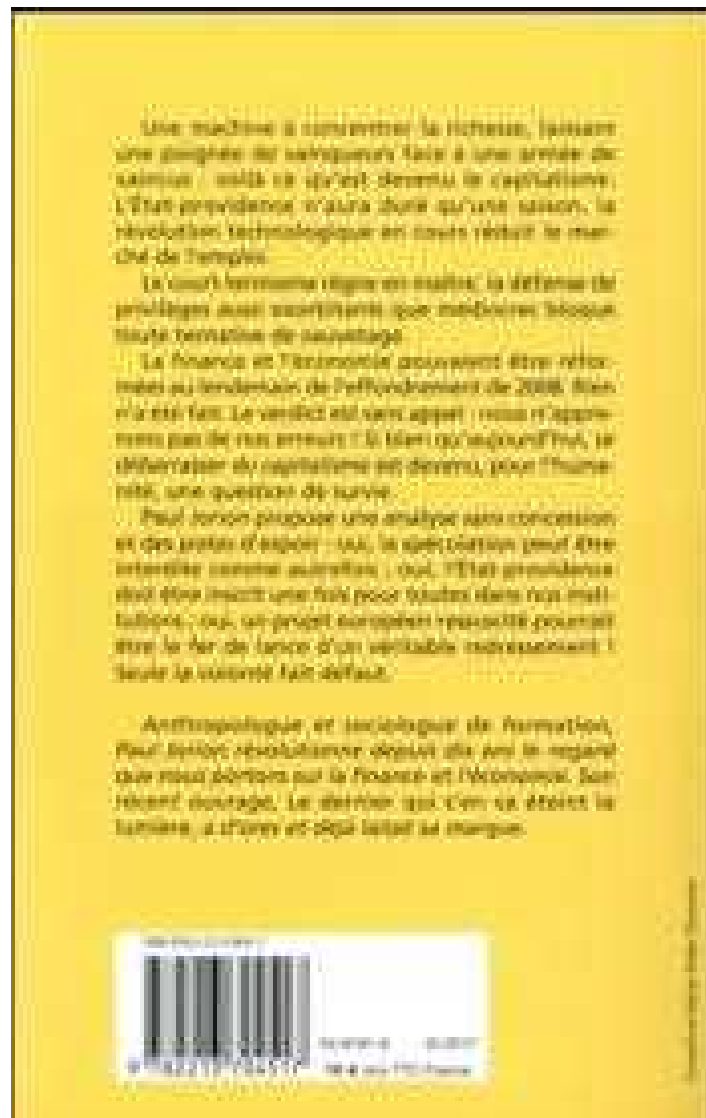 Une machine à concentrer la richesse, laissant
une poignée de vainqueurs face à une armée de
vaincus : voilà ce qu'est devenu le capitalisme.
L'État-providence n'aura duré qu'une saison, la
révolution technologique en cours réduit le mar-
ché de l'emploi.
Le court-termisme règne en maître, la défense de
privilèges aussi exorbitants que médiocres bloque
toute tentative de sauvetage.
La finance et l'économie pouvaient être réfor-
mées au lendemain de l'effondrement de 2008. Rien
n'a été fait. Le verdict est sans appel : nous n'appre-
nons pas de nos erreurs ! Si bien qu'aujourd'hui, se
débarrasser du capitalisme est devenu, pour l'huma-
nité, une question de survie.
Paul Jorion propose une analyse sans concession
et des pistes d'espoir : oui, la spéculation peut être
interdite comme autrefois ; oui, l'État-providence
doit être inscrit une fois pour toutes dans nos insti-
tutions ; oui, un projet européen ressuscité pourrait
être le fer de lance d'un véritable redressement !
Seule la volonté fait défaut.
Anthropologue et sociologue de formation,
Paul Jorion révolutionne depuis dix ans le regard
que nous portons sur la finance et l'économie. Son
récent ouvrage, Le dernier qui s'en va éteint la
lumière, a d'ores et déjà laissé sa marque.